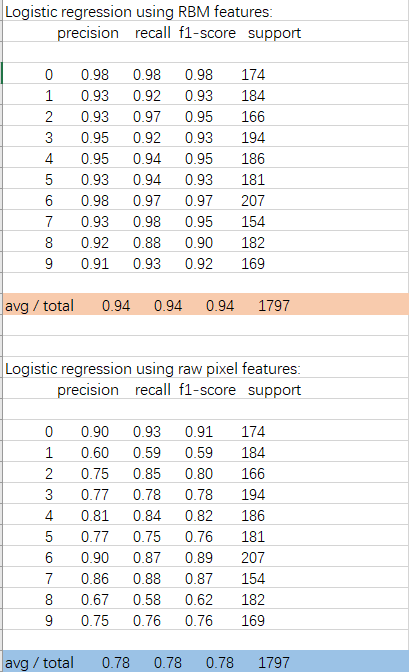 Logistic regression using RBM features:
precision recall f1-score support
0 0.98 0.98 0.98 174
1 0.93 0.92 0.93 184
2 0.93 0.97 0.95 166
3 0.95 0.92 0.93 194
4 0.95 0.94 0.95 186
5 0.93 0.94 0.93 181
6 0.98 0.97 0.97 207
7 0.93 0.98 0.95 154
8 0.92 0.88 0.90 182
9 0.91 0.93 0.92 169
avg / total 0.94 0.94 0.94 1797
Logistic regression using raw pixel features:
precision recall f1-score support
0 0.90 0.93 0.91 174
1 0.60 0.59 0.59 184
2 0.75 0.85 0.80 166
3 0.77 0.78 0.78 194
4 0.81 0.84 0.82 186
5 0.77 0.75 0.76 181
6 0.90 0.87 0.89 207
7 0.86 0.88 0.87 154
8 0.67 0.58 0.62 182
9 0.75 0.76 0.76 169
avg / total 0.78 0.78 0.78 1797